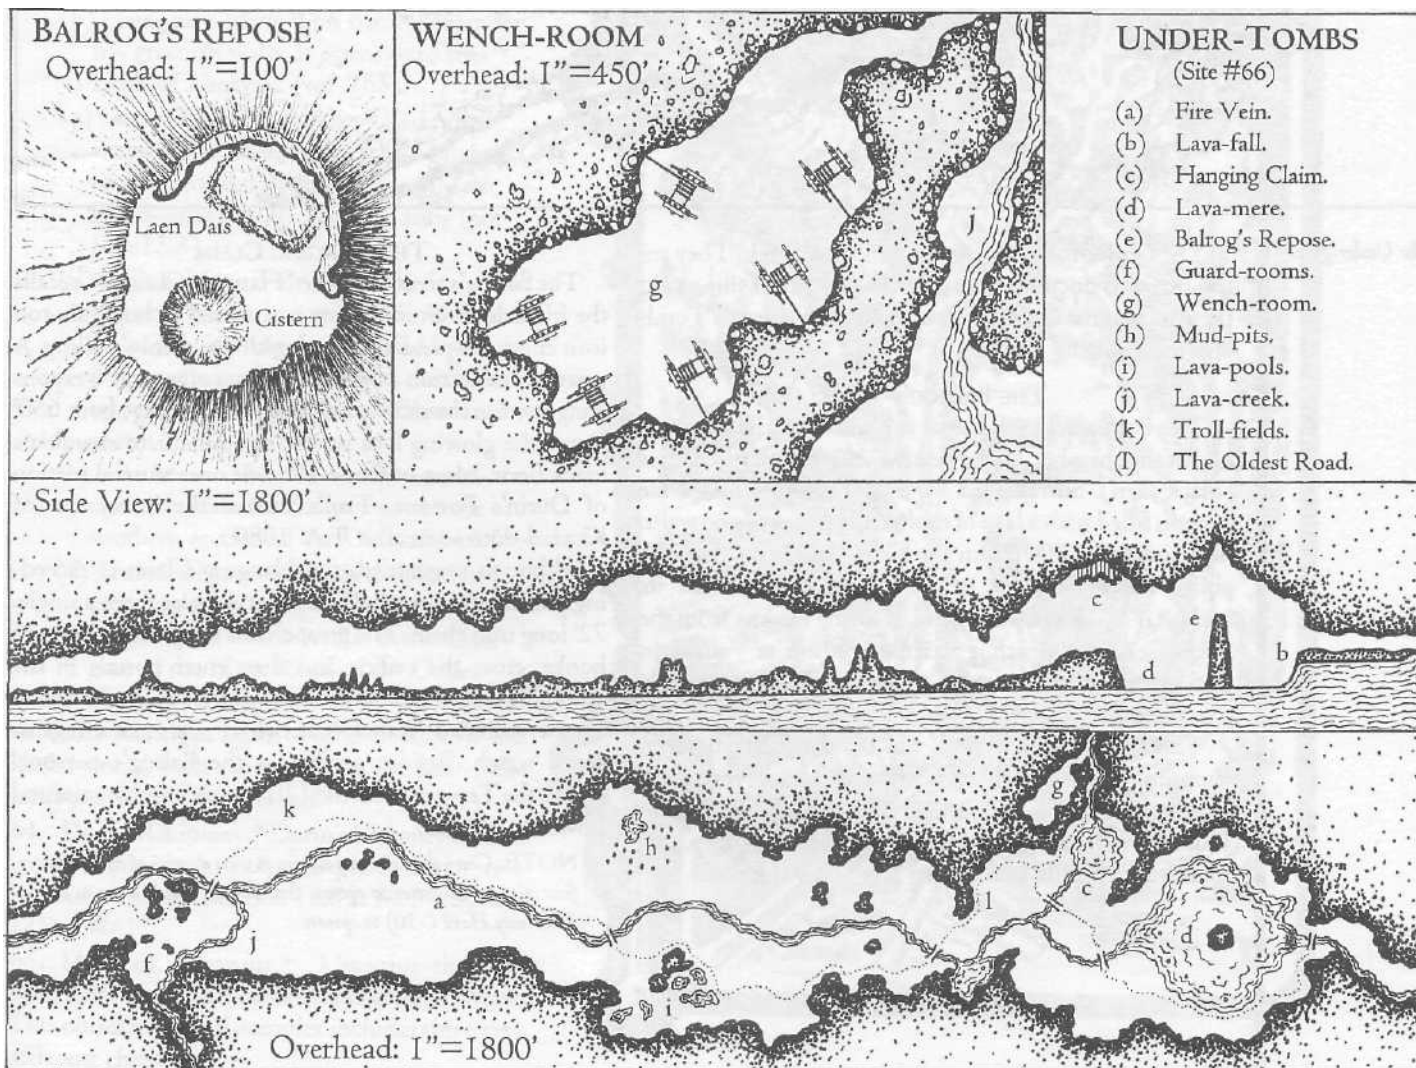 BALROG'S REPOSE
Overhead: 1"=100'
Laen Dais
Cistern
WENCH-ROOM
Overhead: 1"=450'
g
j
UNDER-TOMBS
(Site #66)
(a) Fire Vein.
(b) Lava-fall.
(c) Hanging Claim.
(d) Lava-mere.
(e) Balrog's Repose.
(f) Guard-rooms.
(g) Wench-room.
(h) Mud-pits.
(i) Lava-pools.
(j) Lava-creek.
(k) Troll-fields.
(l) The Oldest Road.
Side View: 1"=1800'
c
e
b
d
k
g
h
c
a
l
d
j
f
i
Overhead: 1"=1800'